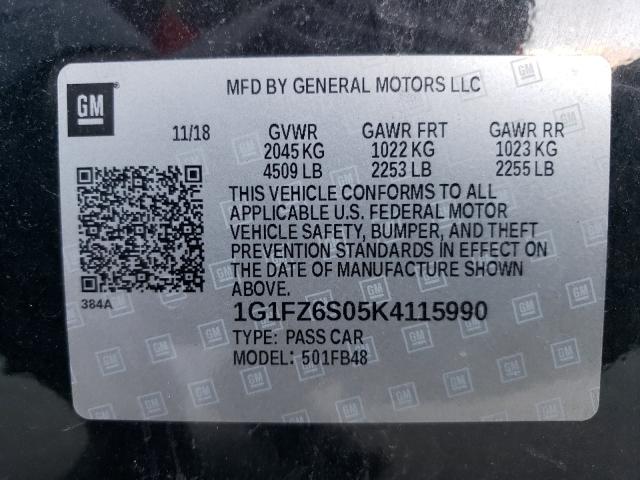 GM
MFD BY GENERAL MOTORS LLC
11/18 GVWR GAWR FRT GAWR RR
2045 KG 1022 KG 1023 KG
4509 LB 2253 LB 2255 LB
THIS VEHICLE CONFORMS TO ALL
APPLICABLE U.S. FEDERAL MOTOR
VEHICLE SAFETY, BUMPER, AND THEFT
PREVENTION STANDARDS IN EFFECT ON
THE DATE OF MANUFACTURE SHOWN
ABOVE.
384A
1G1FZ6S05K4115990
TYPE: PASS CAR
MODEL: 501FB48